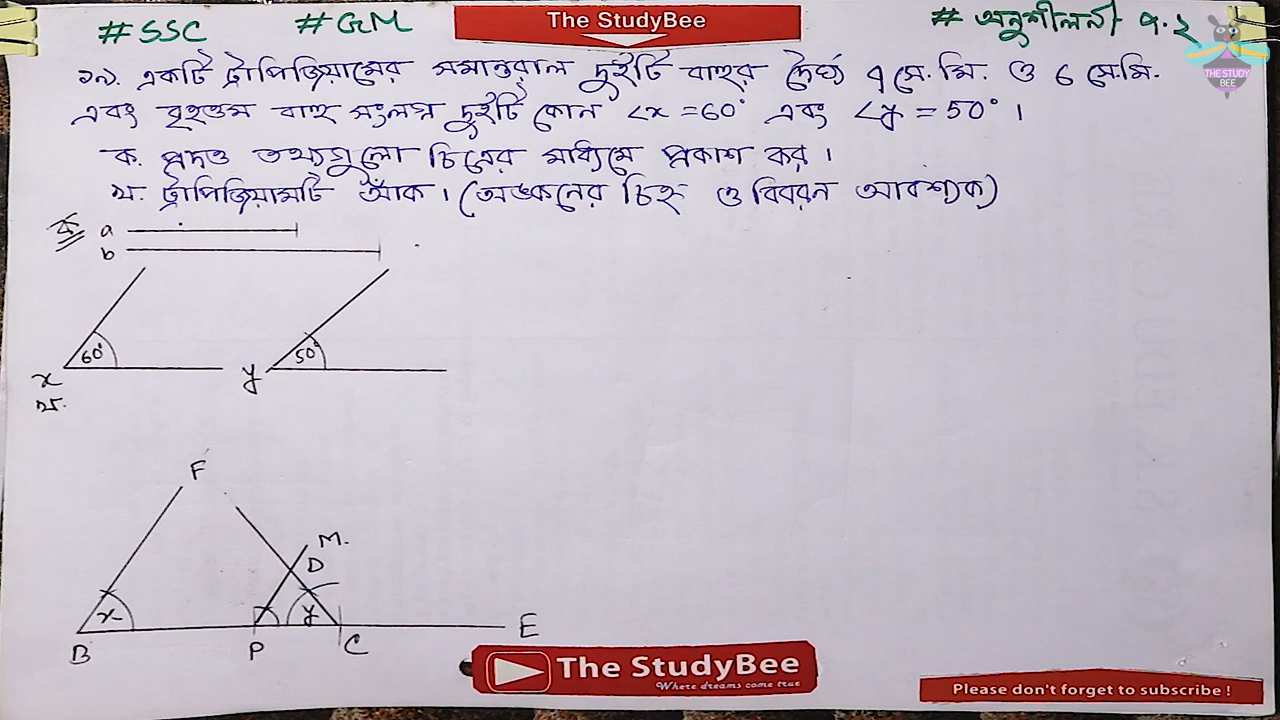 The StudyBee
# SSC # GM # অনুশীলনী ৭.২
THE STUDY BEE
১৭. একটি ট্রাপিজিয়ামের সমান্তরাল দুইটি বাহুর দৈর্ঘ্য ৭ সে.মি. ও 6 সে.মি.
এবং বৃহত্তম বাহু সংলগ্ন দুইটি কোন ∠x = 60° এবং ∠y = 50° ।
ক. প্রদত্ত তথ্যগুলো চিত্রের মাধ্যমে প্রকাশ কর ।
খ. ট্রাপিজিয়ামটি আঁক । (অঙ্কনের চিহ্ন ও বিবরন আবশ্যক)
ক. a
b
60° 50°
x y
খ.
F
M.
D
x y
B P C E
The StudyBee
Where dreams come true
Please don't forget to subscribe !